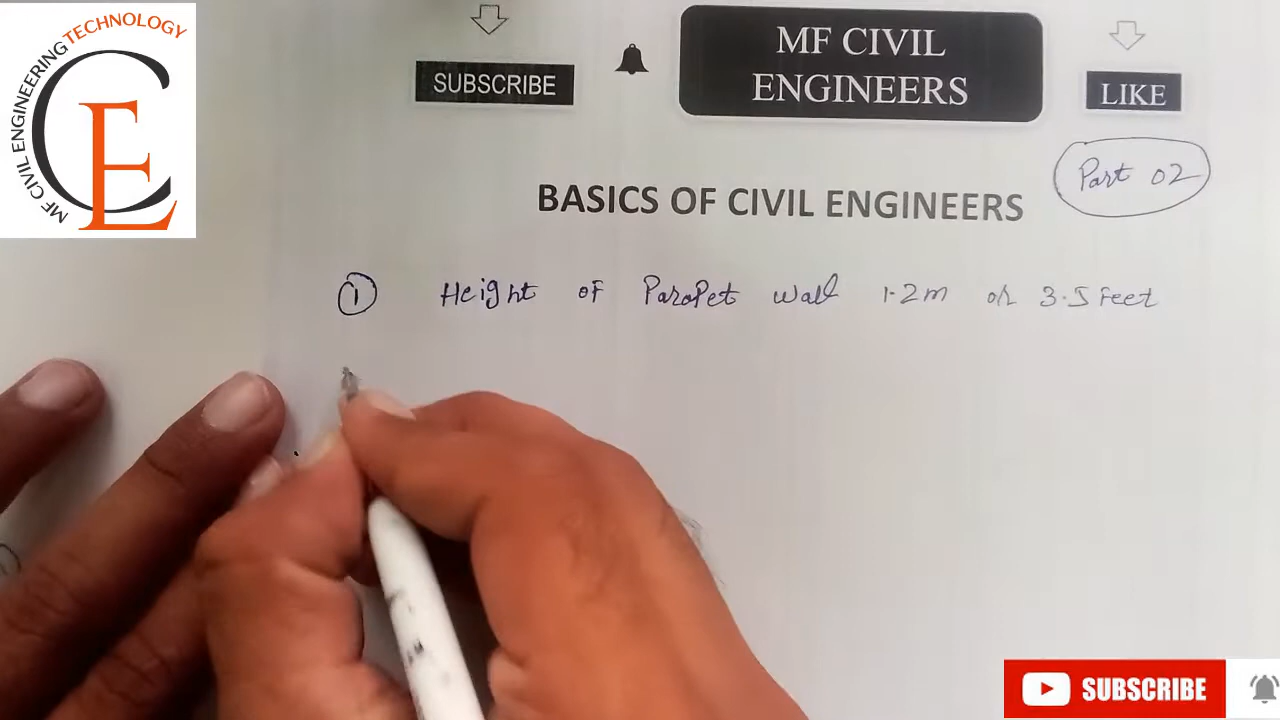 MF CIVIL ENGINEERING TECHNOLOGY
CE
SUBSCRIBE
MF CIVIL
ENGINEERS
LIKE
Part 02
BASICS OF CIVIL ENGINEERS
1 Height of Parapet wall 1.2m or 3.5 Feet
SUBSCRIBE